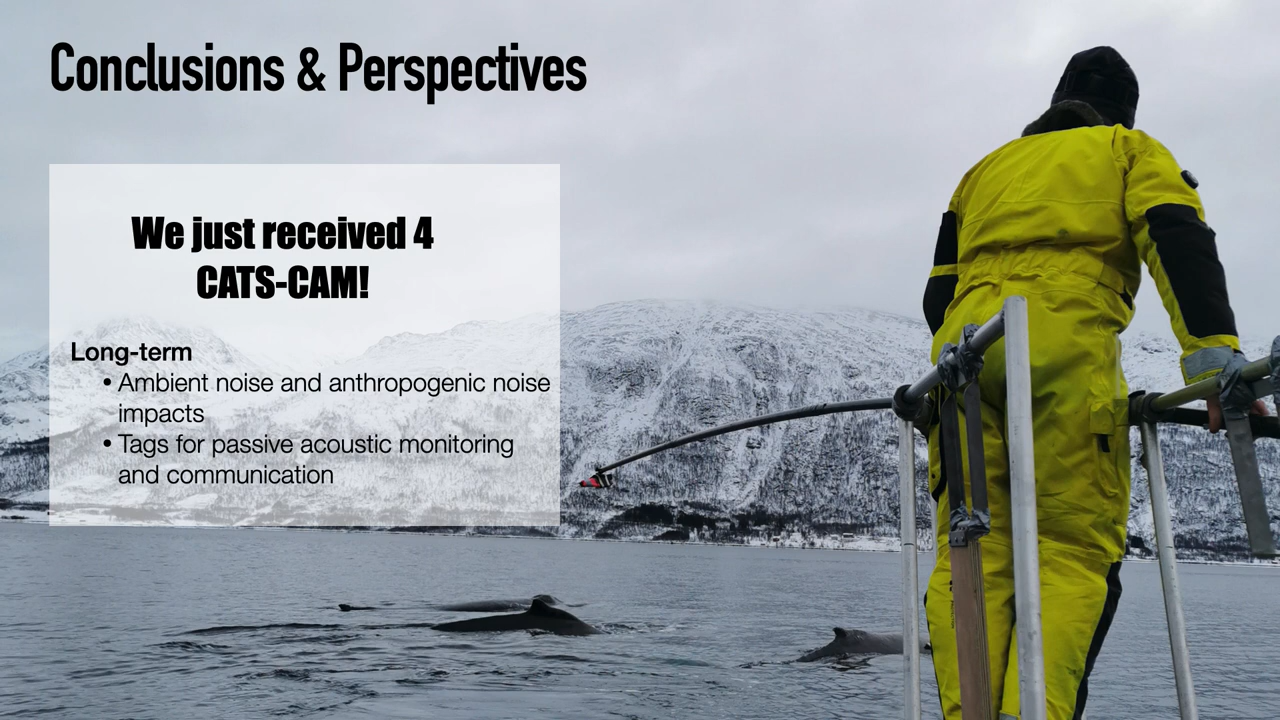 Conclusions & Perspectives
We just received 4
CATS-CAM!
Long-term
• Ambient noise and anthropogenic noise
impacts
• Tags for passive acoustic monitoring
and communication